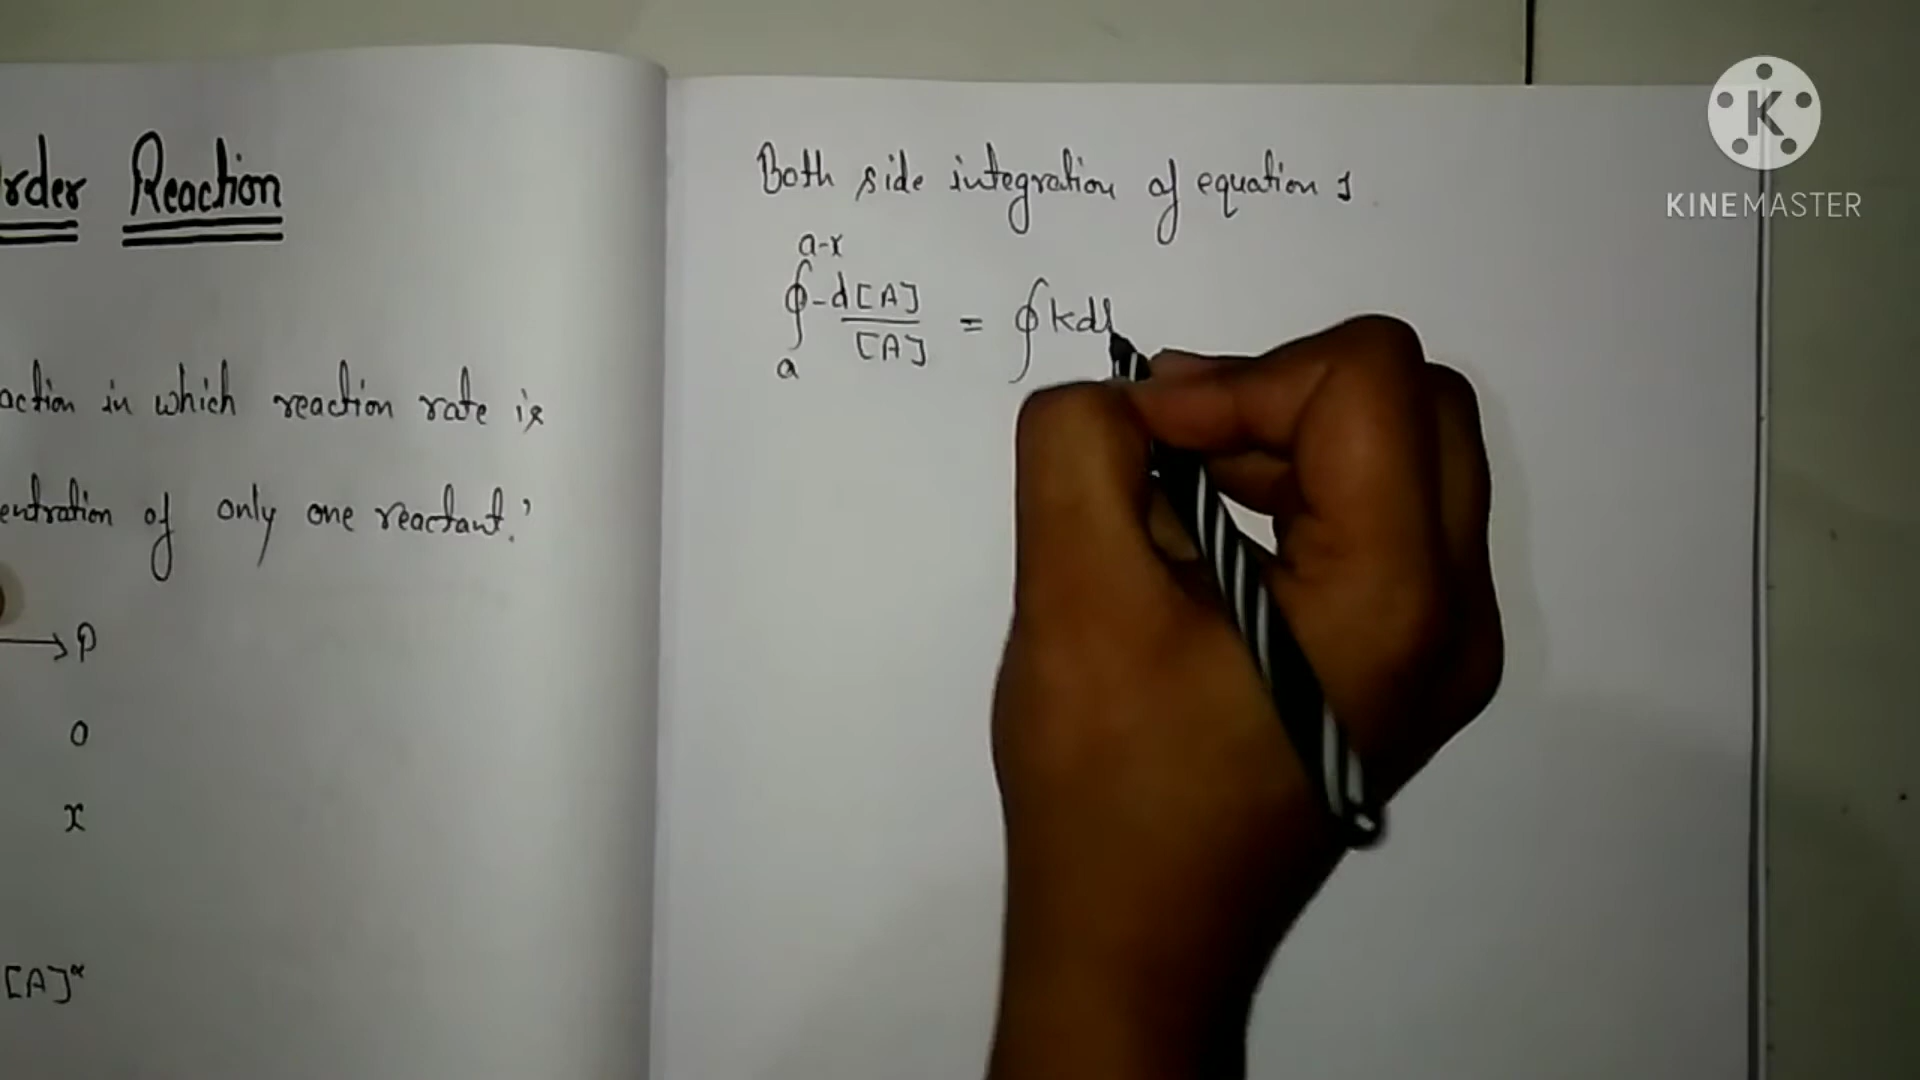 rder Reaction
action in which reaction rate is
entration of only one reactant.'
→ P
0
x
[A]ᵅ
Both side integration of equation 1
a-x
∮ -d[A] / [A] = ∮ kd
a
KINEMASTER